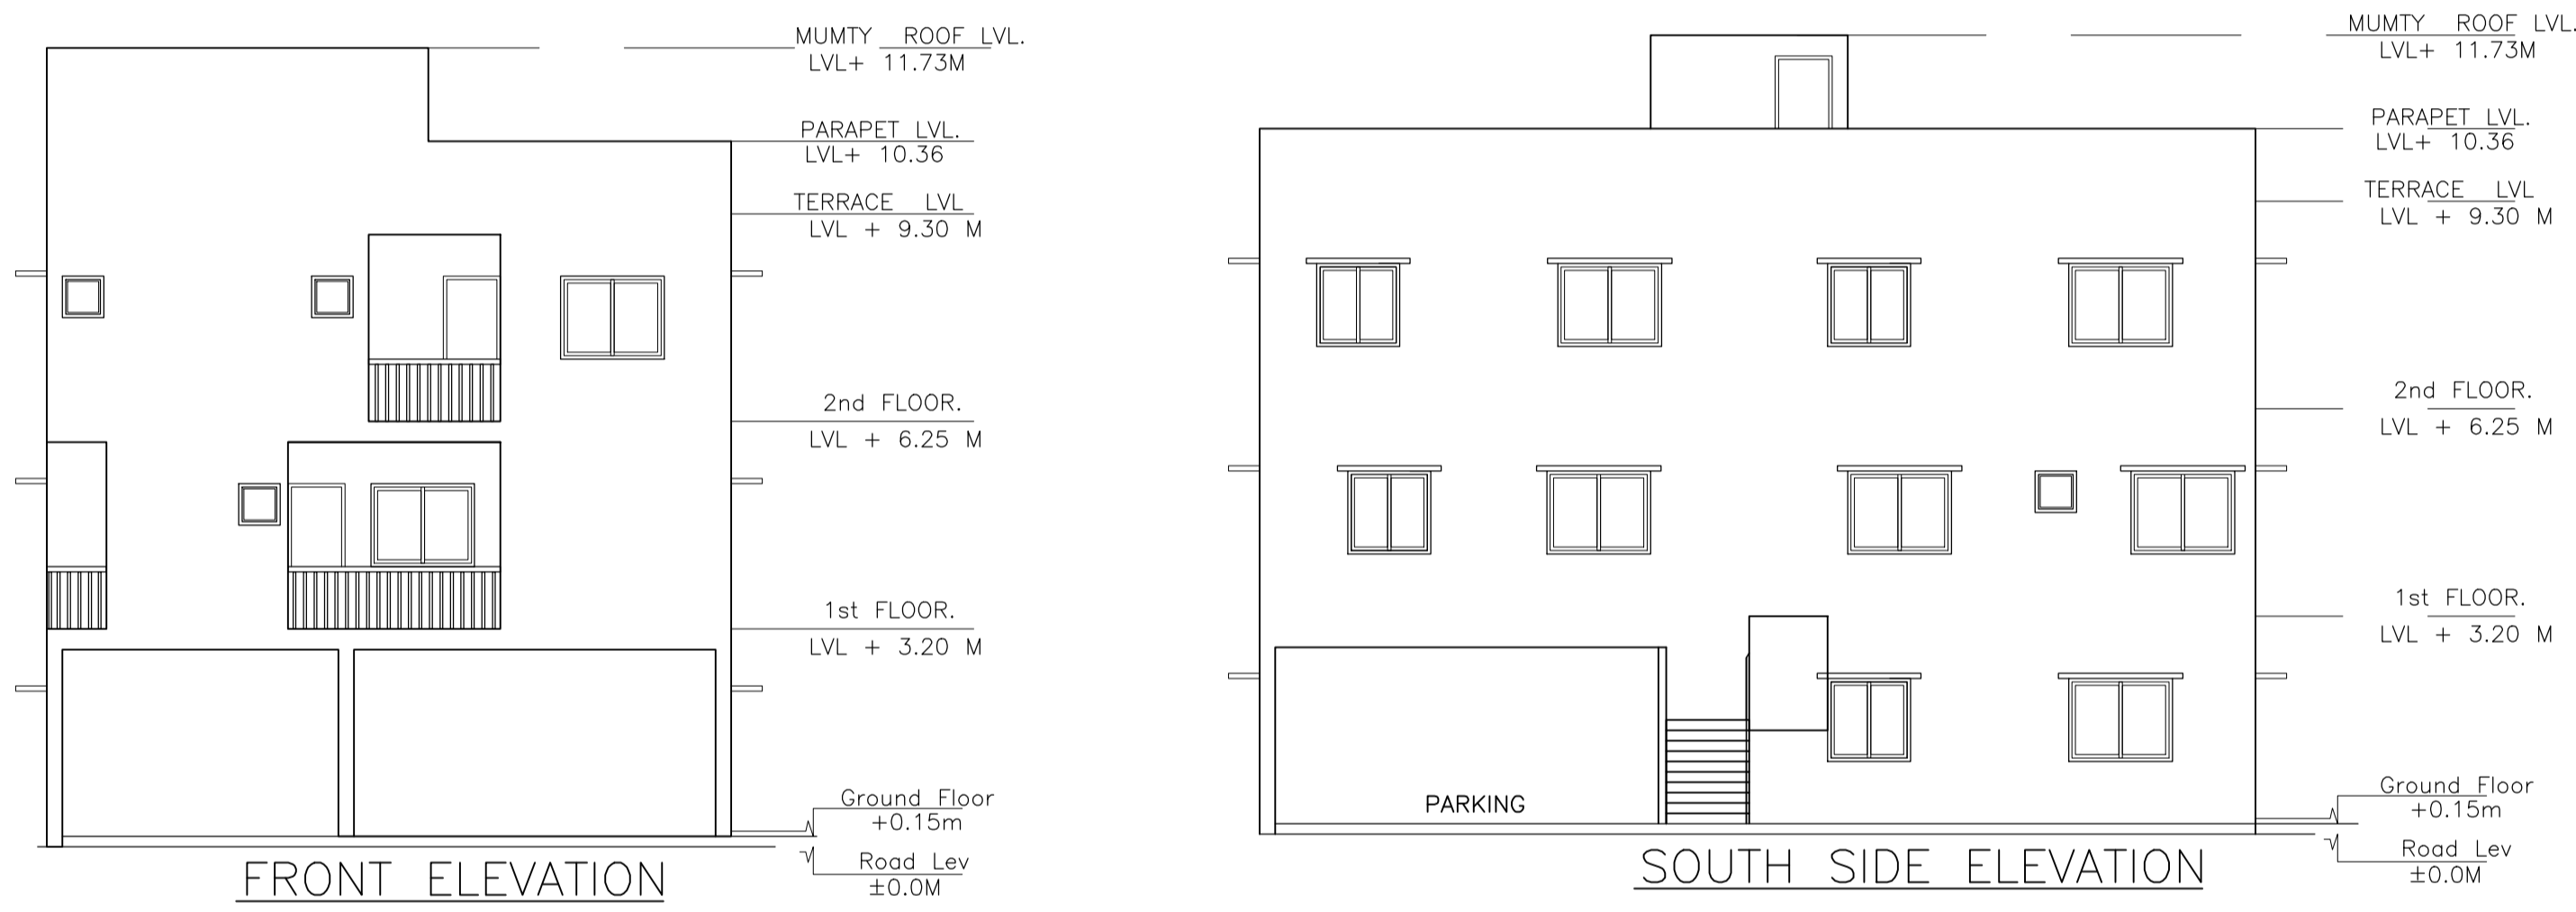 MUMTY ROOF LVL.
LVL+ 11.73M
PARAPET LVL.
LVL+ 10.36
TERRACE LVL
LVL + 9.30 M
2nd FLOOR.
LVL + 6.25 M
1st FLOOR.
LVL + 3.20 M
Ground Floor
+0.15m
Road Lev
±0.0M
FRONT ELEVATION
MUMTY ROOF LVL.
LVL+ 11.73M
PARAPET LVL.
LVL+ 10.36
TERRACE LVL
LVL + 9.30 M
2nd FLOOR.
LVL + 6.25 M
1st FLOOR.
LVL + 3.20 M
PARKING
Ground Floor
+0.15m
Road Lev
±0.0M
SOUTH SIDE ELEVATION